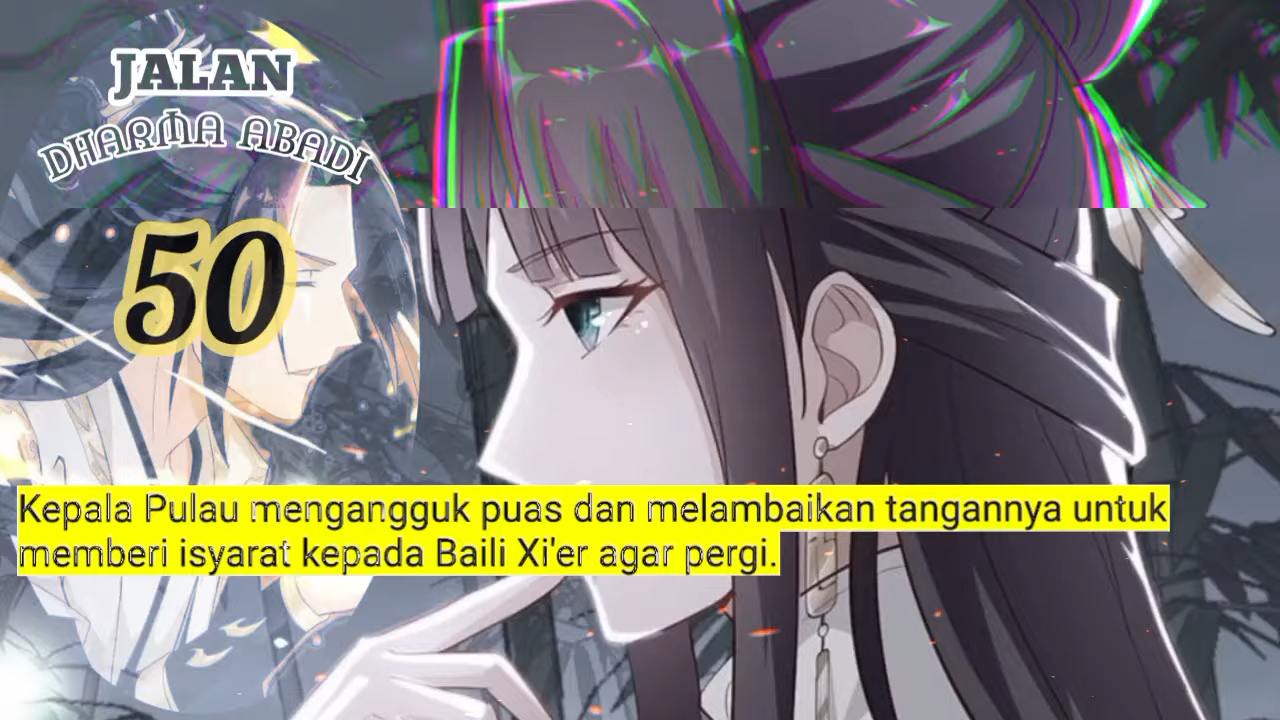 JALAN
DHARMA ABADI
50
Kepala Pulau mengangguk puas dan melambaikan tangannya untuk
memberi isyarat kepada Baili Xi'er agar pergi.